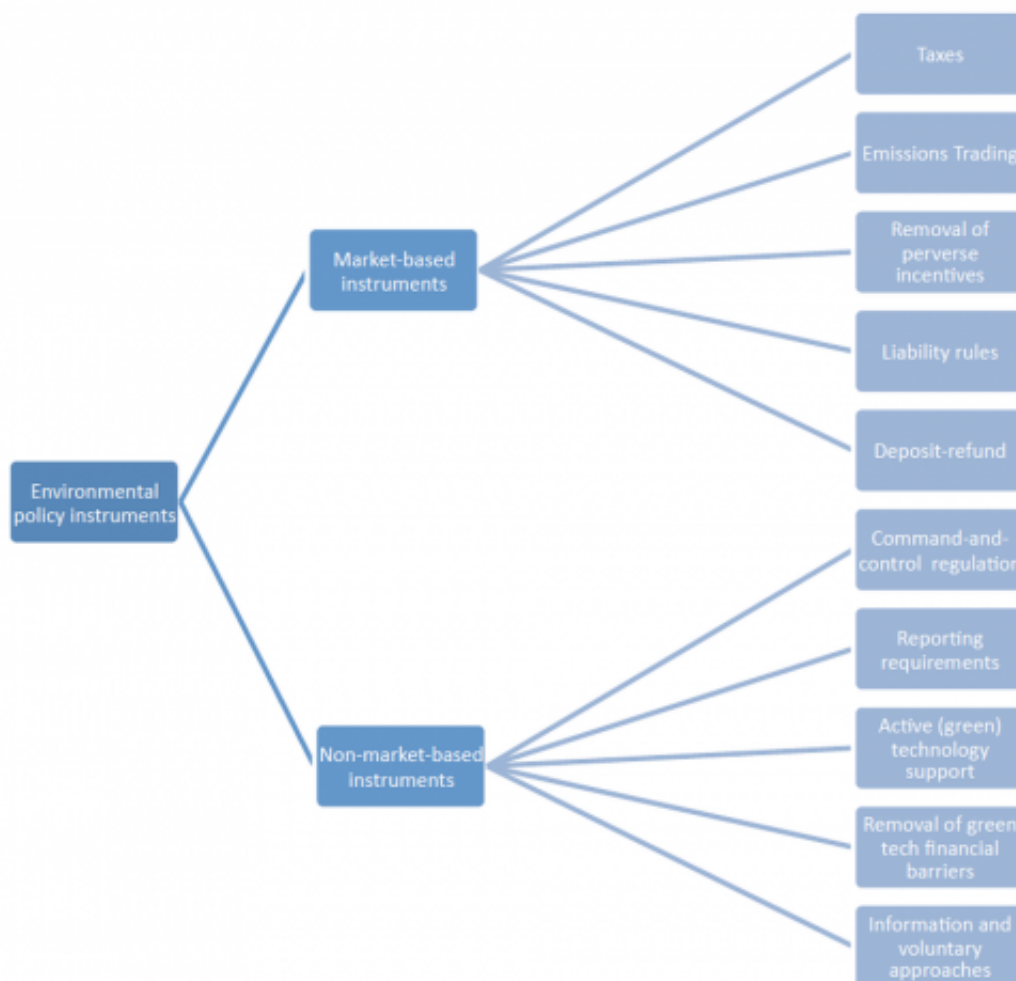 Taxes
Emissions Trading
Removal of
perverse
incentives
Market-based
instruments
Liability rules
Deposit-refund
Environmental
policy instruments
Command-and-
control regulation
Reporting
requirements
Active (green)
technology
support
Non-market-based
instruments
Removal of green
tech financial
barriers
Information and
voluntary
approaches